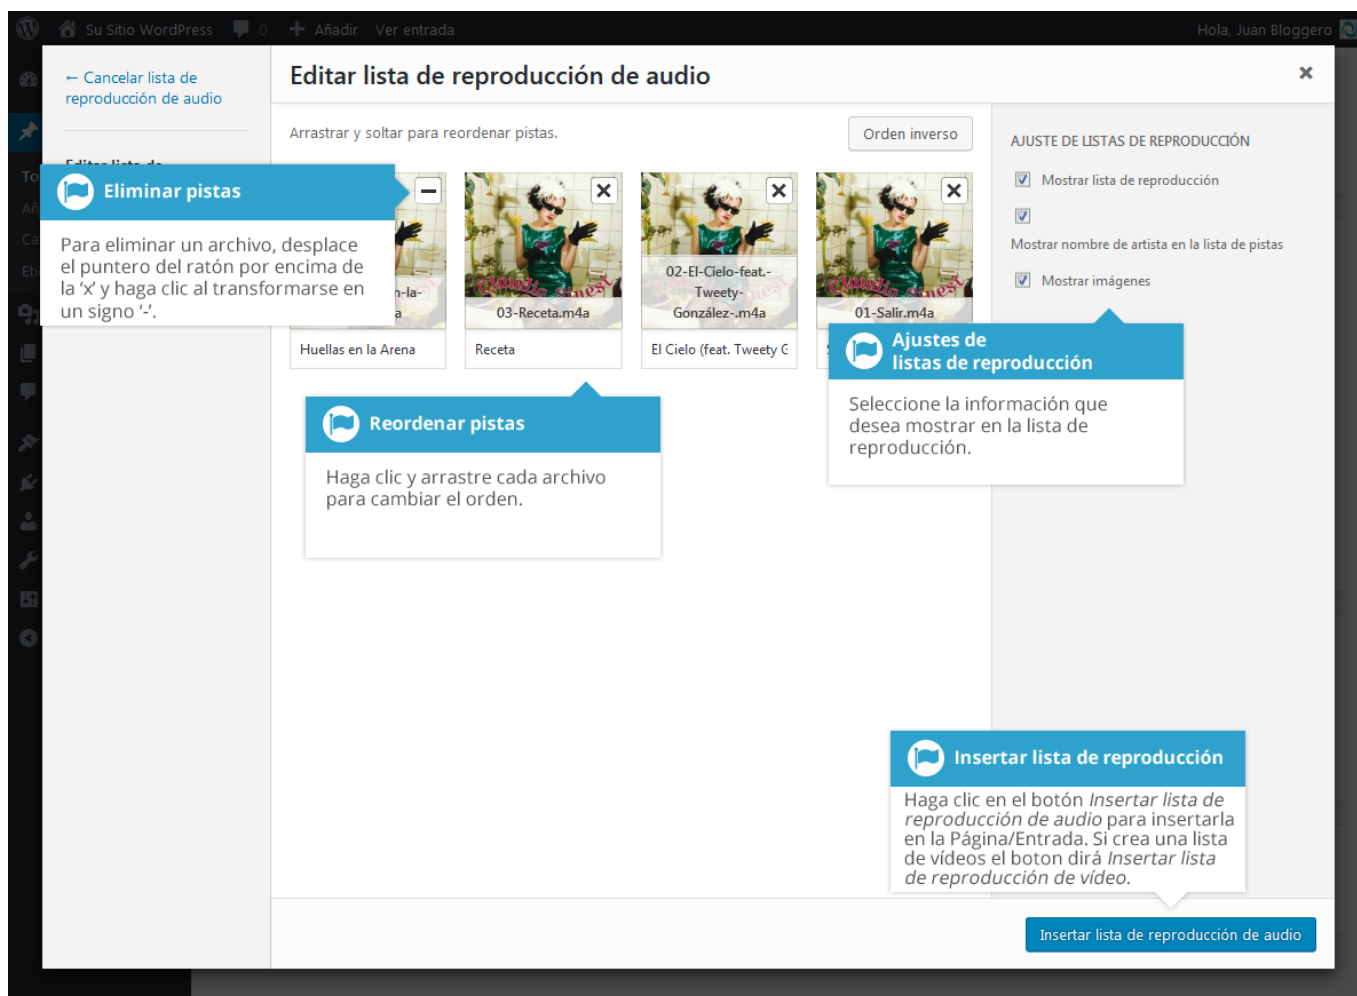 Su Sitio WordPress
0
Añadir
Ver entrada
Hola, Juan Bloggero
← Cancelar lista de
reproducción de audio
Editar lista de reproducción de audio
Arrastrar y soltar para reordenar pistas.
Orden inverso
Editar lista de
Eliminar pistas
Para eliminar un archivo, desplace
el puntero del ratón por encima de
la ‘x’ y haga clic al transformarse en
un signo ‘-’.
Huellas en la Arena
03-Receta.m4a
Receta
02-El-Cielo-feat.-
Tweety-
González-.m4a
El Cielo (feat. Tweety G
01-Salir.m4a
Reordenar pistas
Haga clic y arrastre cada archivo
para cambiar el orden.
AJUSTE DE LISTAS DE REPRODUCCIÓN
Mostrar lista de reproducción
Mostrar nombre de artista en la lista de pistas
Mostrar imágenes
Ajustes de
listas de reproducción
Seleccione la información que
desea mostrar en la lista de
reproducción.
Insertar lista de reproducción
Haga clic en el botón Insertar lista de
reproducción de audio para insertarla
en la Página/Entrada. Si crea una lista
de vídeos el boton dirá Insertar lista
de reproducción de vídeo.
Insertar lista de reproducción de audio